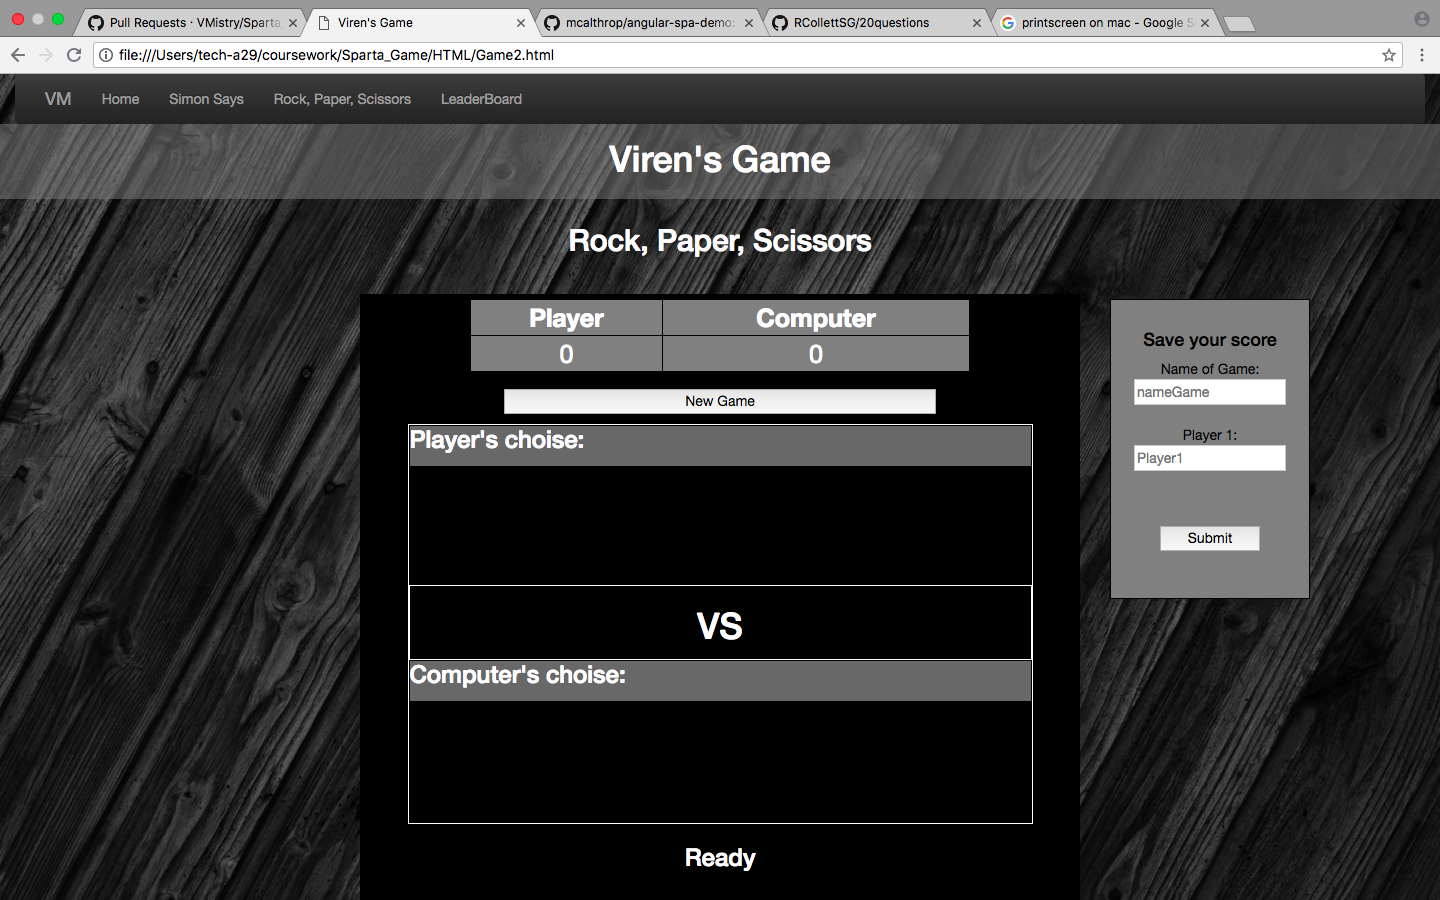 Pull Requests · VMistry/Sparta
Viren's Game
mcalthrop/angular-spa-demo
RCollettSG/20questions
printscreen on mac - Google S
file:///Users/tech-a29/coursework/Sparta_Game/HTML/Game2.html
VM Home Simon Says Rock, Paper, Scissors LeaderBoard
Viren's Game
Rock, Paper, Scissors
Player Computer
0 0
New Game
Player's choise:
VS
Computer's choise:
Ready
Save your score
Name of Game:
nameGame
Player 1:
Player1
Submit